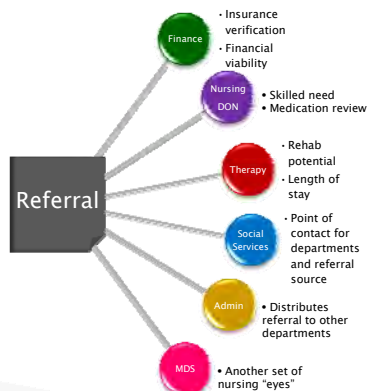 Referral
Finance
· Insurance
verification
· Financial
viability
Nursing
DON
• Skilled need
• Medication review
Therapy
· Rehab
potential
· Length of
stay
Social
Services
• Point of
contact for
departments
and referral
source
Admin
• Distributes
referral to other
departments
MDS
• Another set of
nursing "eyes"